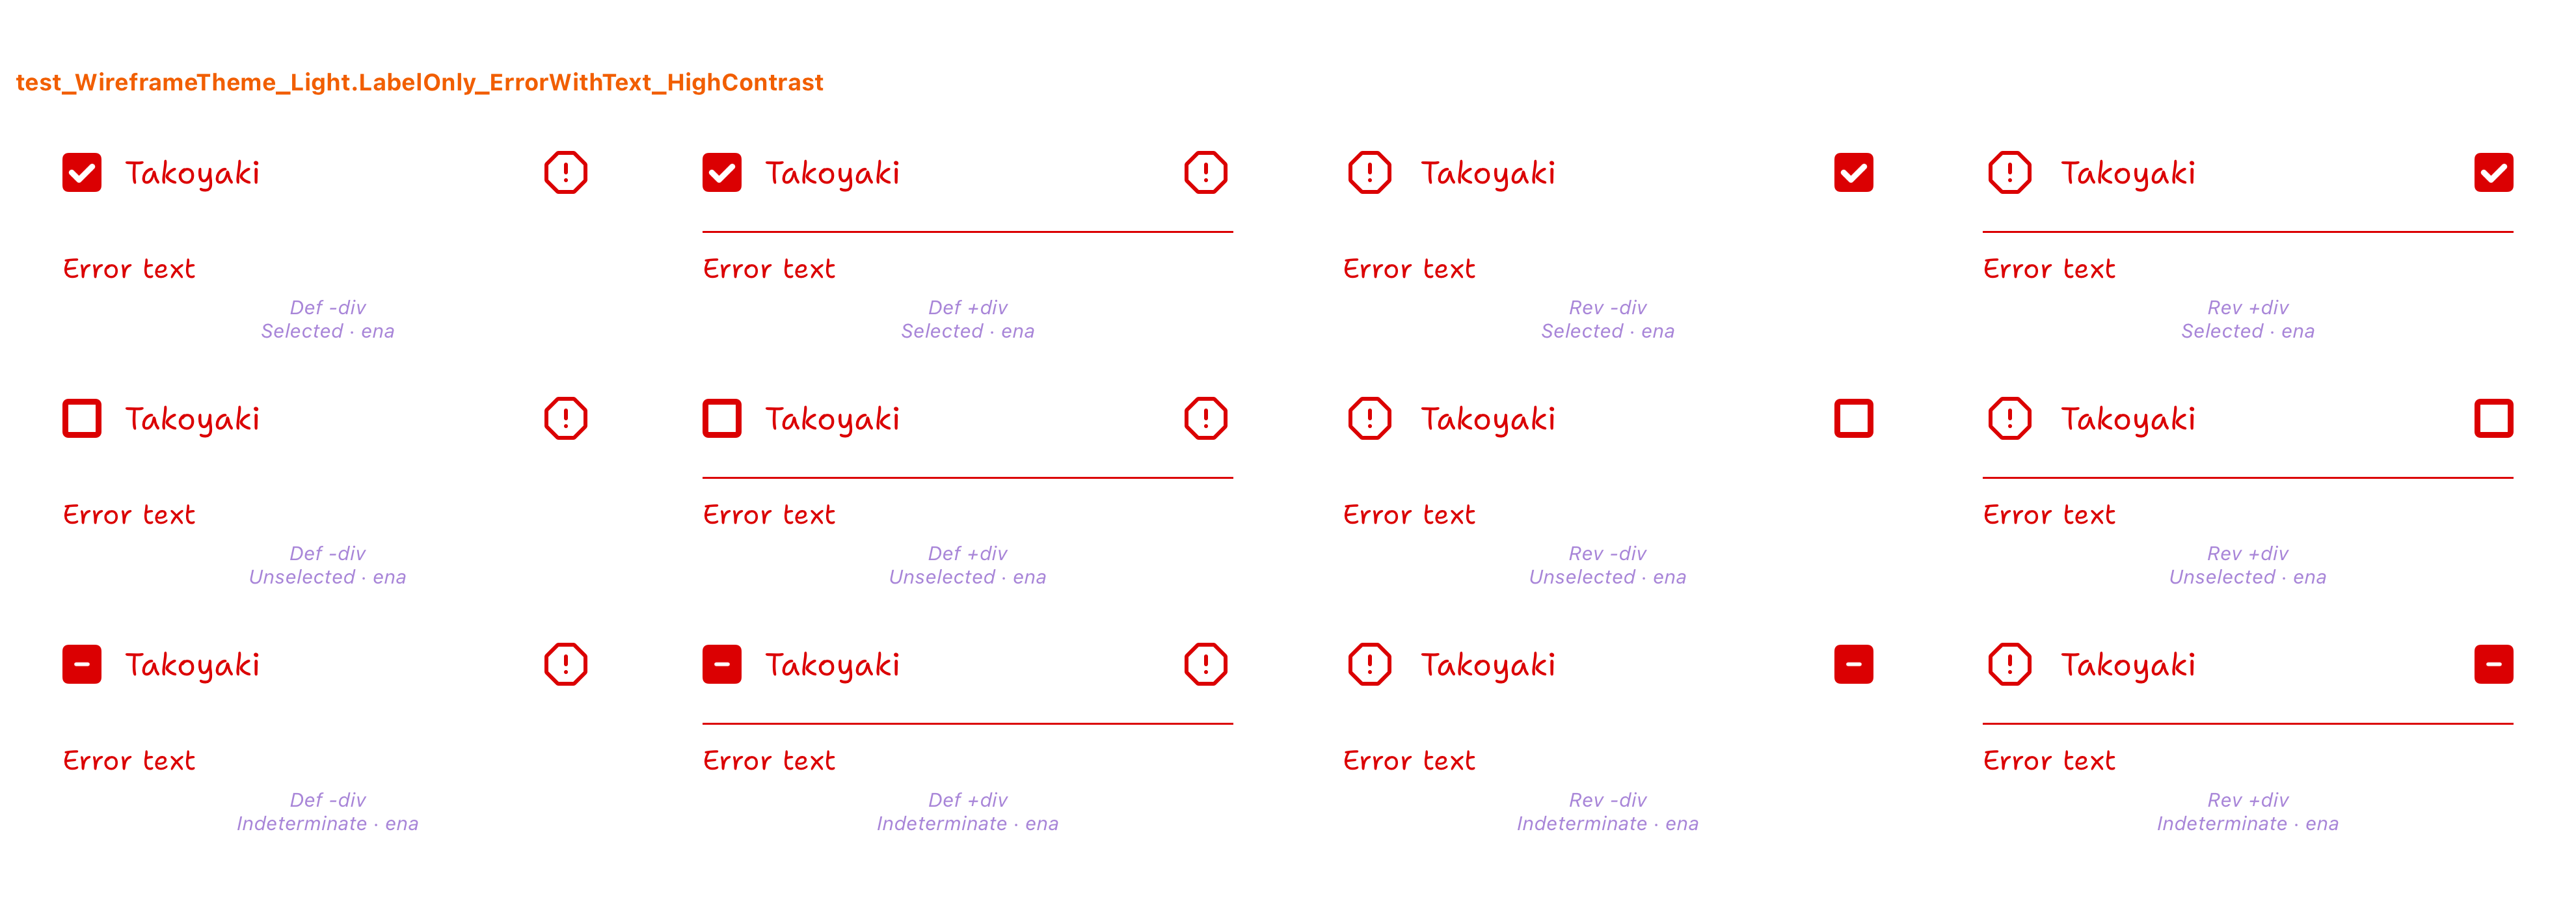 test_WireframeTheme_Light.LabelOnly_ErrorWithText_HighContrast
Takoyaki
Takoyaki
Takoyaki
Takoyaki
Error text
Error text
Error text
Error text
Def -div
Selected · ena
Def +div
Selected · ena
Rev -div
Selected · ena
Rev +div
Selected · ena
Takoyaki
Takoyaki
Takoyaki
Takoyaki
Error text
Error text
Error text
Error text
Def -div
Unselected · ena
Def +div
Unselected · ena
Rev -div
Unselected · ena
Rev +div
Unselected · ena
Takoyaki
Takoyaki
Takoyaki
Takoyaki
Error text
Error text
Error text
Error text
Def -div
Indeterminate · ena
Def +div
Indeterminate · ena
Rev -div
Indeterminate · ena
Rev +div
Indeterminate · ena